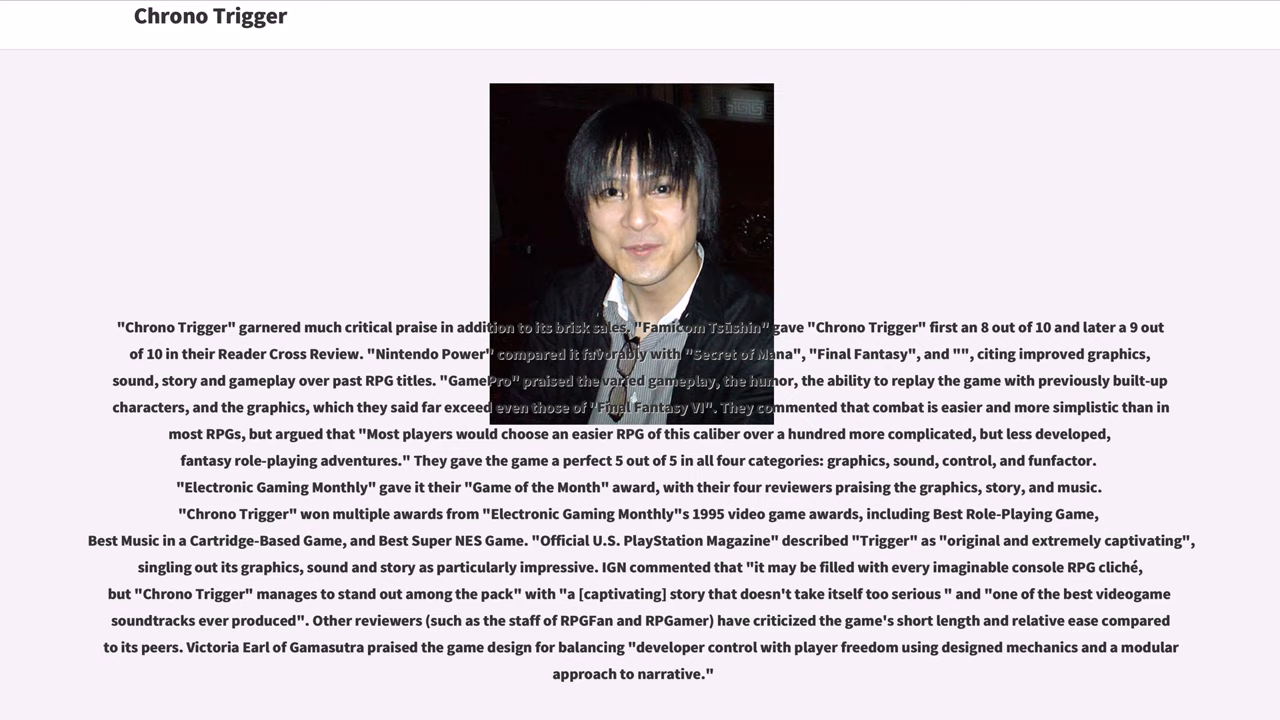 Chrono Trigger
"Chrono Trigger" garnered much critical praise in addition to its brisk sales. "Famicom Tsūshin" gave "Chrono Trigger" first an 8 out of 10 and later a 9 out
of 10 in their Reader Cross Review. "Nintendo Power" compared it favorably with "Secret of Mana", "Final Fantasy", and "", citing improved graphics,
sound, story and gameplay over past RPG titles. "GamePro" praised the varied gameplay, the humor, the ability to replay the game with previously built-up
characters, and the graphics, which they said far exceed even those of "Final Fantasy VI". They commented that combat is easier and more simplistic than in
most RPGs, but argued that "Most players would choose an easier RPG of this caliber over a hundred more complicated, but less developed,
fantasy role-playing adventures." They gave the game a perfect 5 out of 5 in all four categories: graphics, sound, control, and funfactor.
"Electronic Gaming Monthly" gave it their "Game of the Month" award, with their four reviewers praising the graphics, story, and music.
"Chrono Trigger" won multiple awards from "Electronic Gaming Monthly"s 1995 video game awards, including Best Role-Playing Game,
Best Music in a Cartridge-Based Game, and Best Super NES Game. "Official U.S. PlayStation Magazine" described "Trigger" as "original and extremely captivating",
singling out its graphics, sound and story as particularly impressive. IGN commented that "it may be filled with every imaginable console RPG cliché,
but "Chrono Trigger" manages to stand out among the pack" with "a [captivating] story that doesn't take itself too serious " and "one of the best videogame
soundtracks ever produced". Other reviewers (such as the staff of RPGFan and RPGamer) have criticized the game's short length and relative ease compared
to its peers. Victoria Earl of Gamasutra praised the game design for balancing "developer control with player freedom using designed mechanics and a modular
approach to narrative."